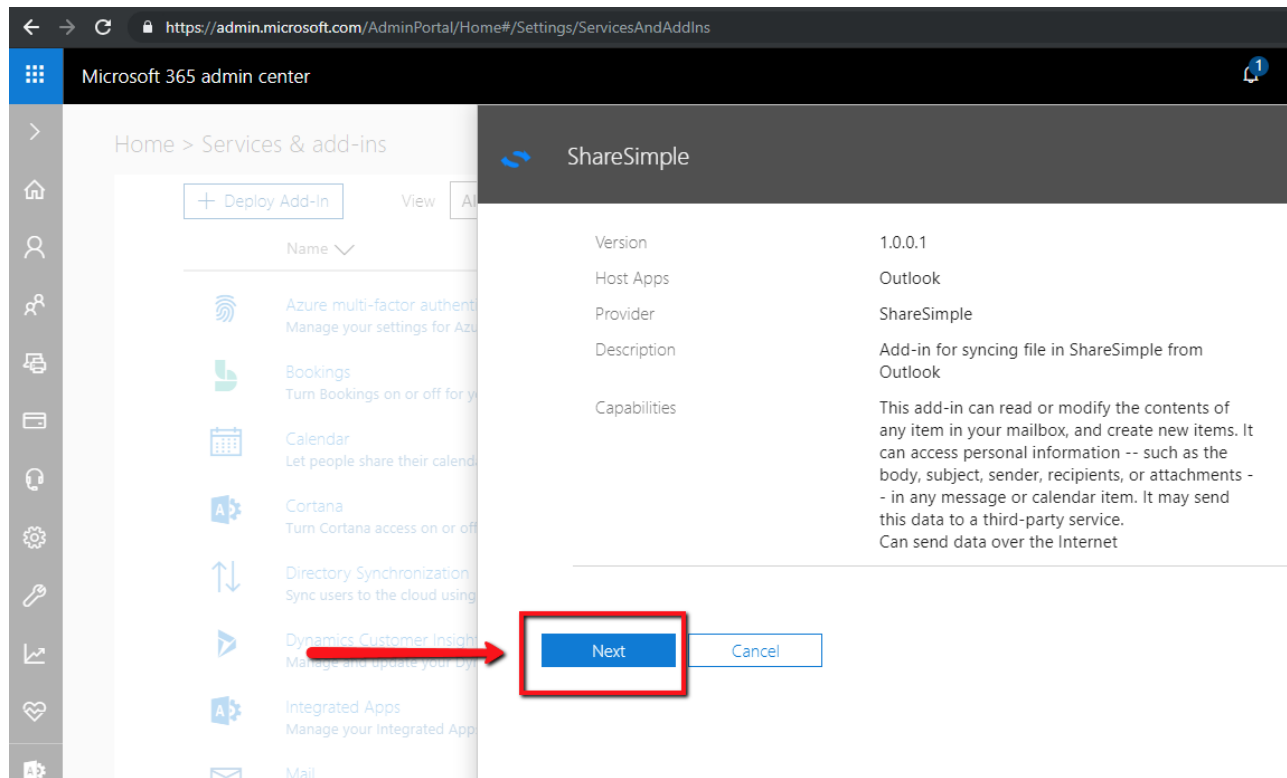 https://admin.microsoft.com/AdminPortal/Home#/Settings/ServicesAndAddIns
Microsoft 365 admin center
1
Home > Services & add-ins
+ Deploy Add-In
View
Name
Azure multi-factor
Manage your settings for
Bookings
Turn Bookings on or off for
Calendar
Let people share their
Cortana
Turn Cortana access on or
Directory Synchronization
Sync users to the cloud using
Dynamics Customer
Manage and update your
Integrated Apps
Manage your Integrated
Mail
ShareSimple
Version 1.0.0.1
Host Apps Outlook
Provider ShareSimple
Description Add-in for syncing file in ShareSimple from
Outlook
Capabilities This add-in can read or modify the contents of
any item in your mailbox, and create new items. It
can access personal information -- such as the
body, subject, sender, recipients, or attachments -
- in any message or calendar item. It may send
this data to a third-party service.
Can send data over the Internet
Next Cancel